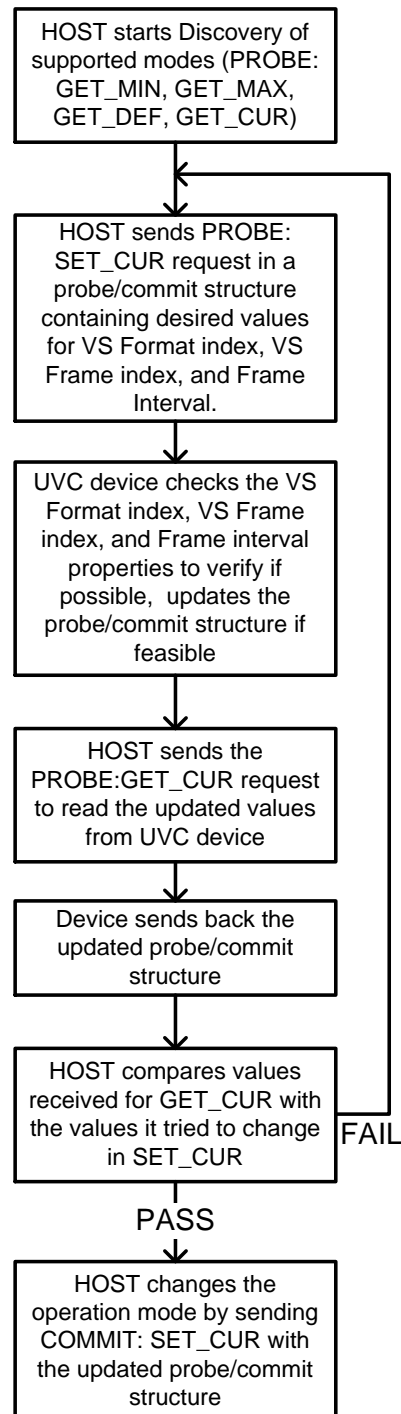 HOST starts Discovery of
supported modes (PROBE:
GET_MIN, GET_MAX,
GET_DEF, GET_CUR)
HOST sends PROBE:
SET_CUR request in a
probe/commit structure
containing desired values
for VS Format index, VS
Frame index, and Frame
Interval.
UVC device checks the VS
Format index, VS Frame
index, and Frame interval
properties to verify if
possible,  updates the
probe/commit structure if
feasible
HOST sends the
PROBE:GET_CUR request
to read the updated values
from UVC device
Device sends back the
updated probe/commit
structure
HOST compares values
received for GET_CUR with
the values it tried to change
in SET_CUR
FAIL
PASS
HOST changes the
operation mode by sending
COMMIT: SET_CUR with
the updated probe/commit
structure